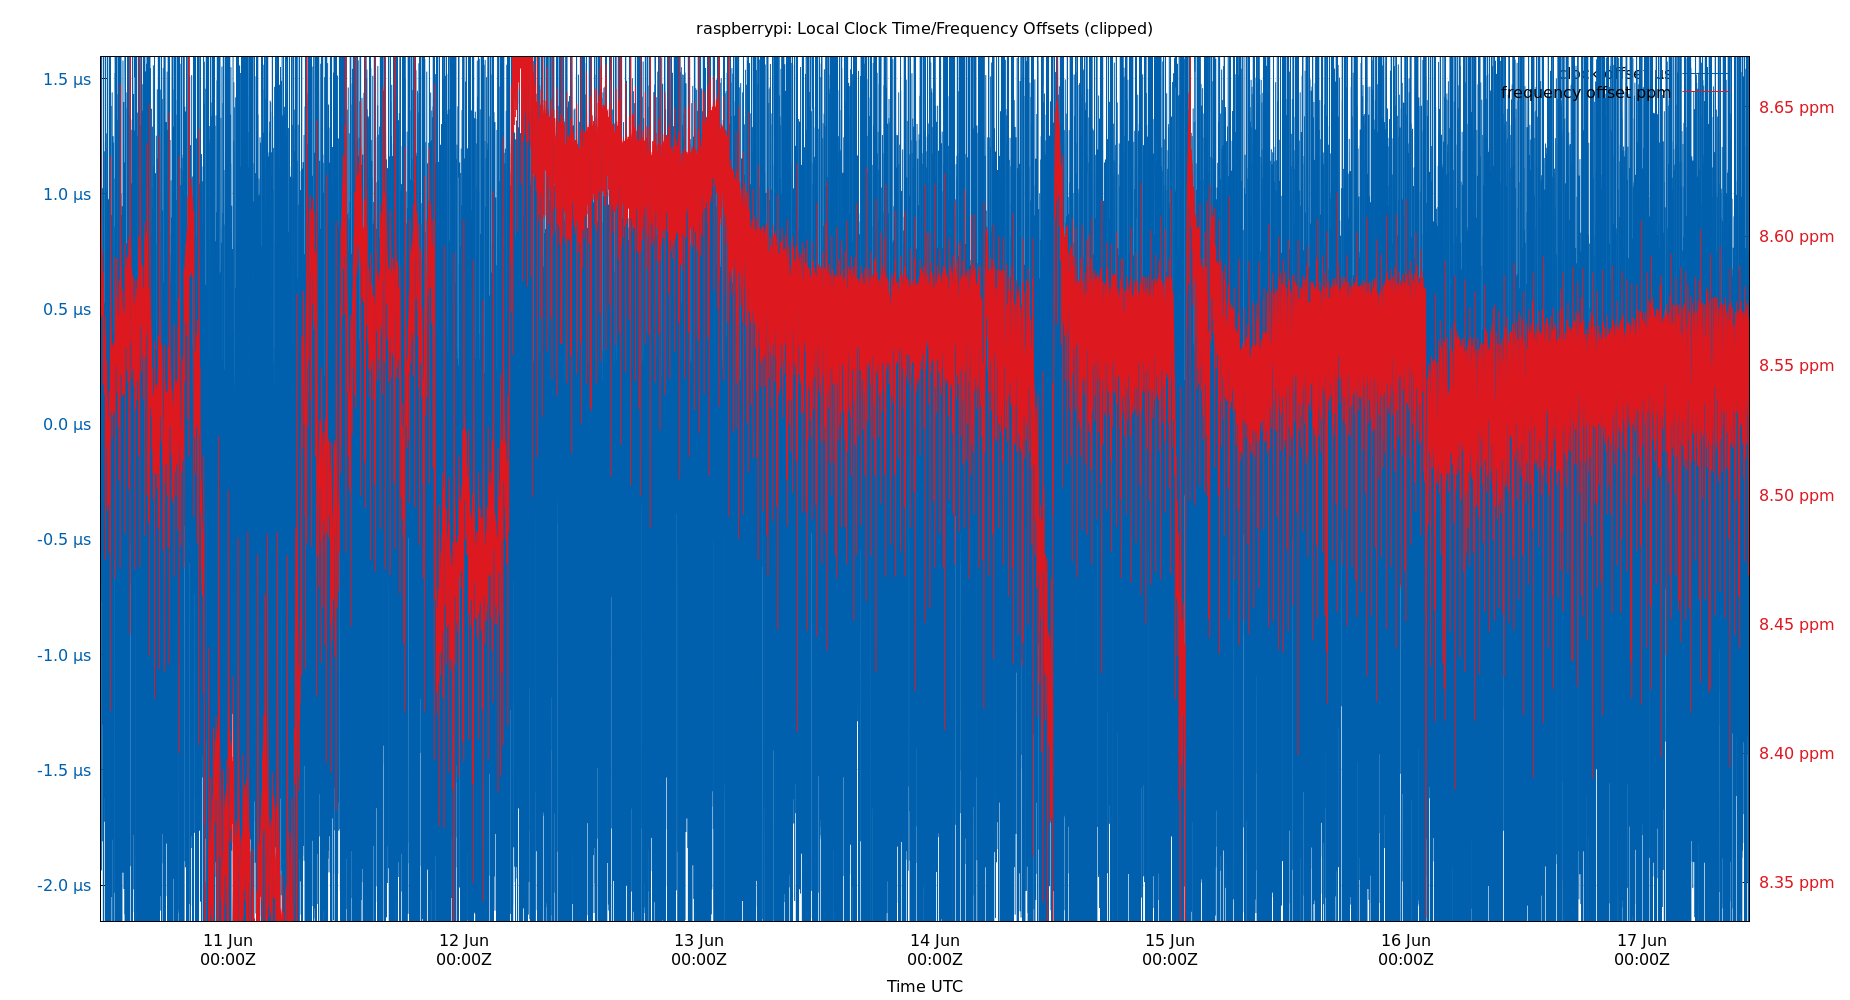 raspberrypi: Local Clock Time/Frequency Offsets (clipped)
clock offset µs
frequency offset ppm
1.5 µs
1.0 µs
0.5 µs
0.0 µs
-0.5 µs
-1.0 µs
-1.5 µs
-2.0 µs
8.65 ppm
8.60 ppm
8.55 ppm
8.50 ppm
8.45 ppm
8.40 ppm
8.35 ppm
11 Jun 12 Jun 13 Jun 14 Jun 15 Jun 16 Jun 17 Jun
00:00Z 00:00Z 00:00Z 00:00Z 00:00Z 00:00Z 00:00Z
Time UTC